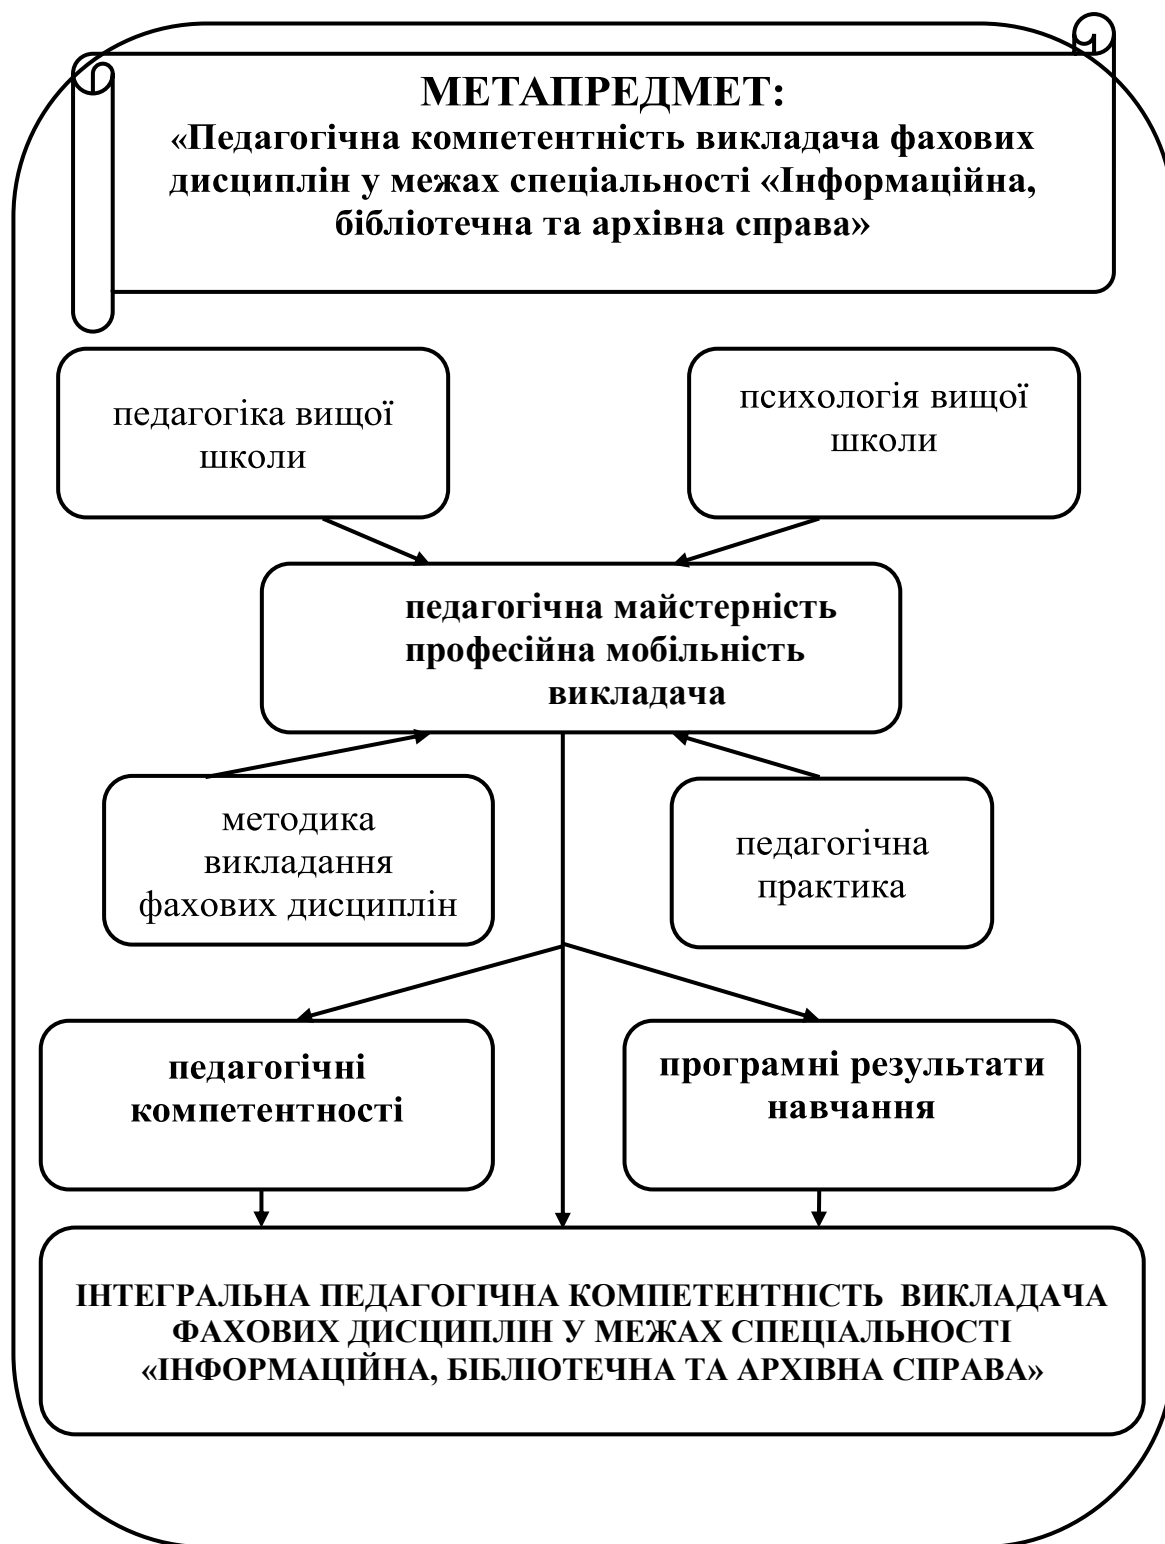 МЕТАПРЕДМЕТ:
«Педагогічна компетентність викладача фахових
дисциплін у межах спеціальності «Інформаційна,
бібліотечна та архівна справа»
педагогіка вищої
школи
психологія вищої
школи
педагогічна майстерність
професійна мобільність
викладача
методика
викладання
фахових дисциплін
педагогічна
практика
педагогічні
компетентності
програмні результати
навчання
ІНТЕГРАЛЬНА ПЕДАГОГІЧНА КОМПЕТЕНТНІСТЬ ВИКЛАДАЧА
ФАХОВИХ ДИСЦИПЛІН У МЕЖАХ СПЕЦІАЛЬНОСТІ
«ІНФОРМАЦІЙНА, БІБЛІОТЕЧНА ТА АРХІВНА СПРАВА»